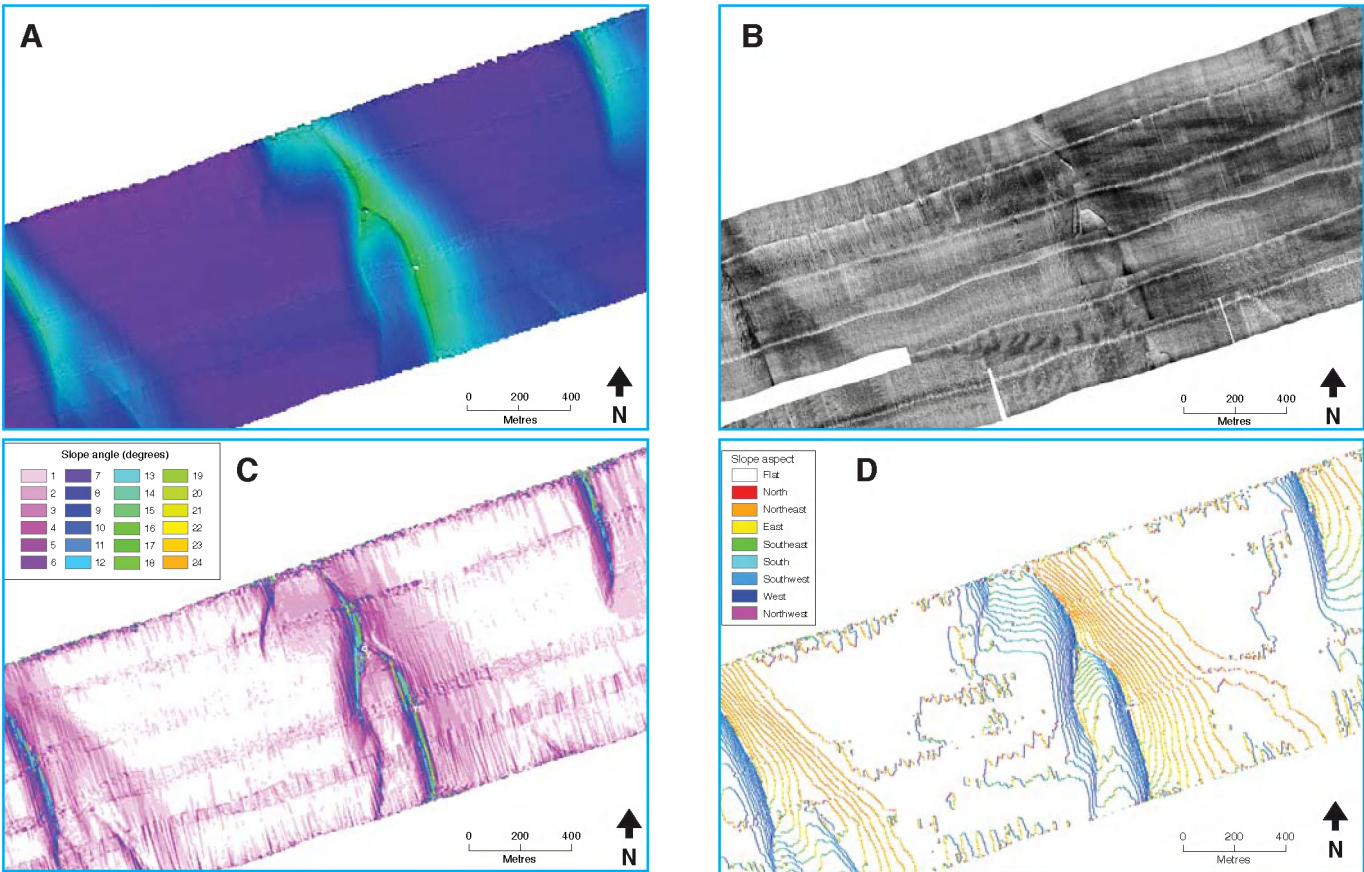 A
0 200 400
Metres
N
B
0 200 400
Metres
N
Slope angle (degrees)
1 7 13 19
2 8 14 20
3 9 15 21
4 10 16 22
5 11 17 23
6 12 18 24
C
0 200 400
Metres
N
Slope aspect
Flat
North
Northeast
East
Southeast
South
Southwest
West
Northwest
D
0 200 400
Metres
N